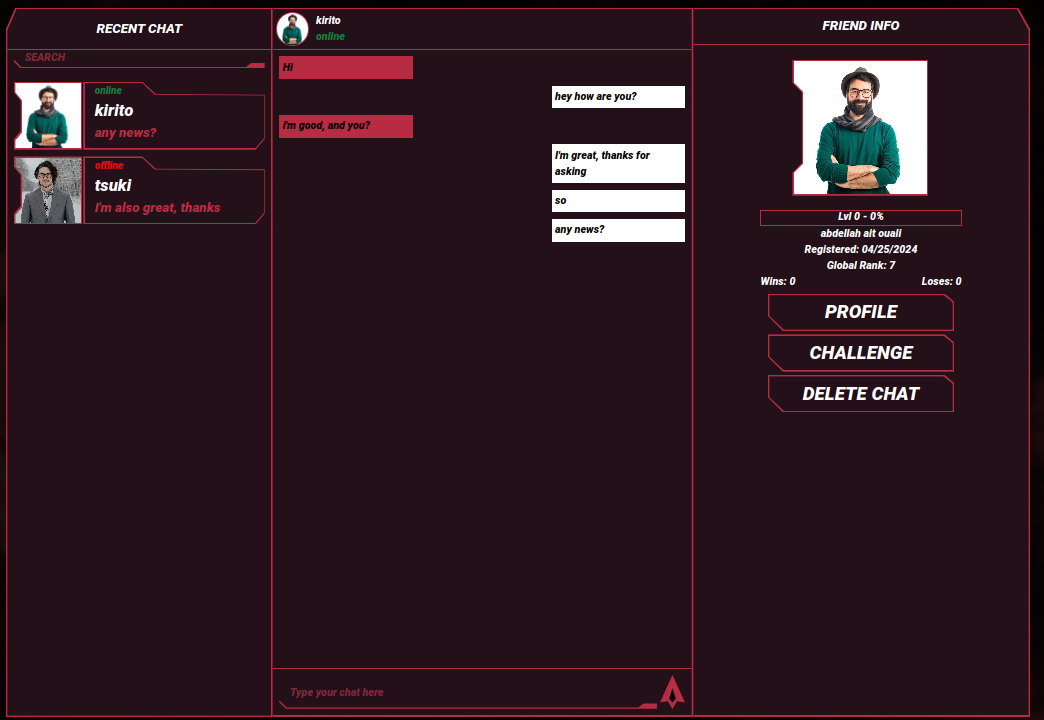 RECENT CHAT
SEARCH
online
kirito
any news?
offline
tsuki
I'm also great, thanks
kirito
online
Hi
hey how are you?
I'm good, and you?
I'm great, thanks for
asking
so
any news?
Type your chat here
FRIEND INFO
Lvl 0 - 0%
abdellah ait ouali
Registered: 04/25/2024
Global Rank: 7
Wins: 0
Loses: 0
PROFILE
CHALLENGE
DELETE CHAT